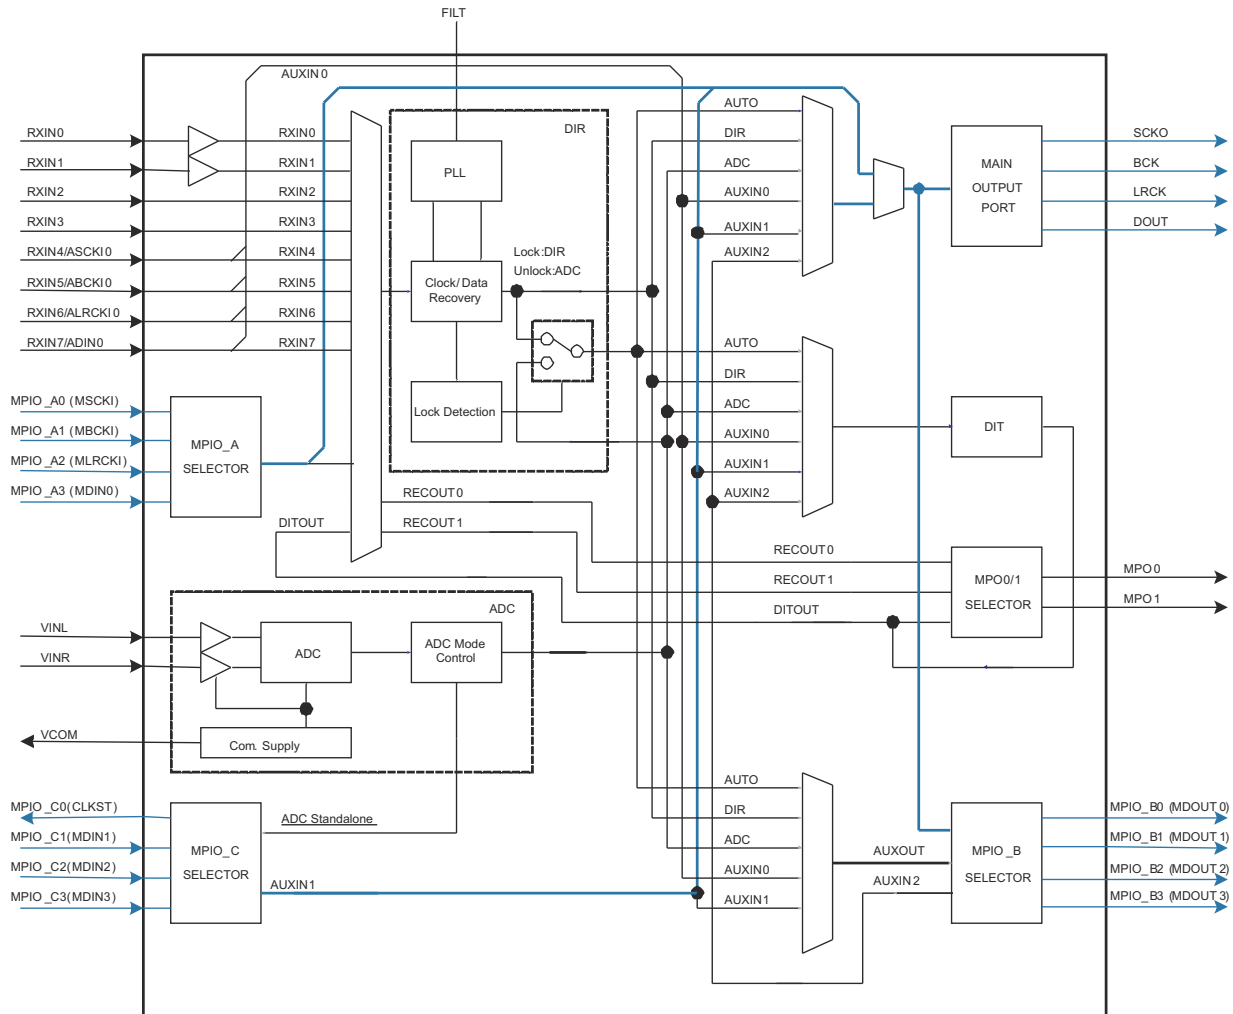 FILT
AUXIN0
RXIN0
RXIN1
RXIN2
RXIN3
RXIN4/ASCKI0
RXIN5/ABCKI0
RXIN6/ALRCKI0
RXIN7/ADIN0
RXIN0
RXIN1
RXIN2
RXIN3
RXIN4
RXIN5
RXIN6
RXIN7
DIR
PLL
Clock/Data
Recovery
Lock:DIR
Unlock:ADC
Lock Detection
AUTO
DIR
ADC
AUXIN0
AUXIN1
AUXIN2
MAIN
OUTPUT
PORT
SCKO
BCK
LRCK
DOUT
MPIO_A0 (MSCKI)
MPIO_A1 (MBCKI)
MPIO_A2 (MLRCKI)
MPIO_A3 (MDIN0)
MPIO_A
SELECTOR
AUTO
DIR
ADC
AUXIN0
AUXIN1
AUXIN2
DIT
RECOUT0
RECOUT1
DITOUT
RECOUT0
RECOUT1
DITOUT
MPO0/1
SELECTOR
MPO0
MPO1
ADC
VINL
VINR
VCOM
ADC
ADC Mode
Control
Com. Supply
MPIO_C0(CLKST)
MPIO_C1(MDIN1)
MPIO_C2(MDIN2)
MPIO_C3(MDIN3)
MPIO_C
SELECTOR
ADC Standalone
AUXIN1
AUTO
DIR
ADC
AUXIN0
AUXIN1
AUXOUT
AUXIN2
MPIO_B
SELECTOR
MPIO_B0 (MDOUT0)
MPIO_B1 (MDOUT1)
MPIO_B2 (MDOUT2)
MPIO_B3 (MDOUT3)